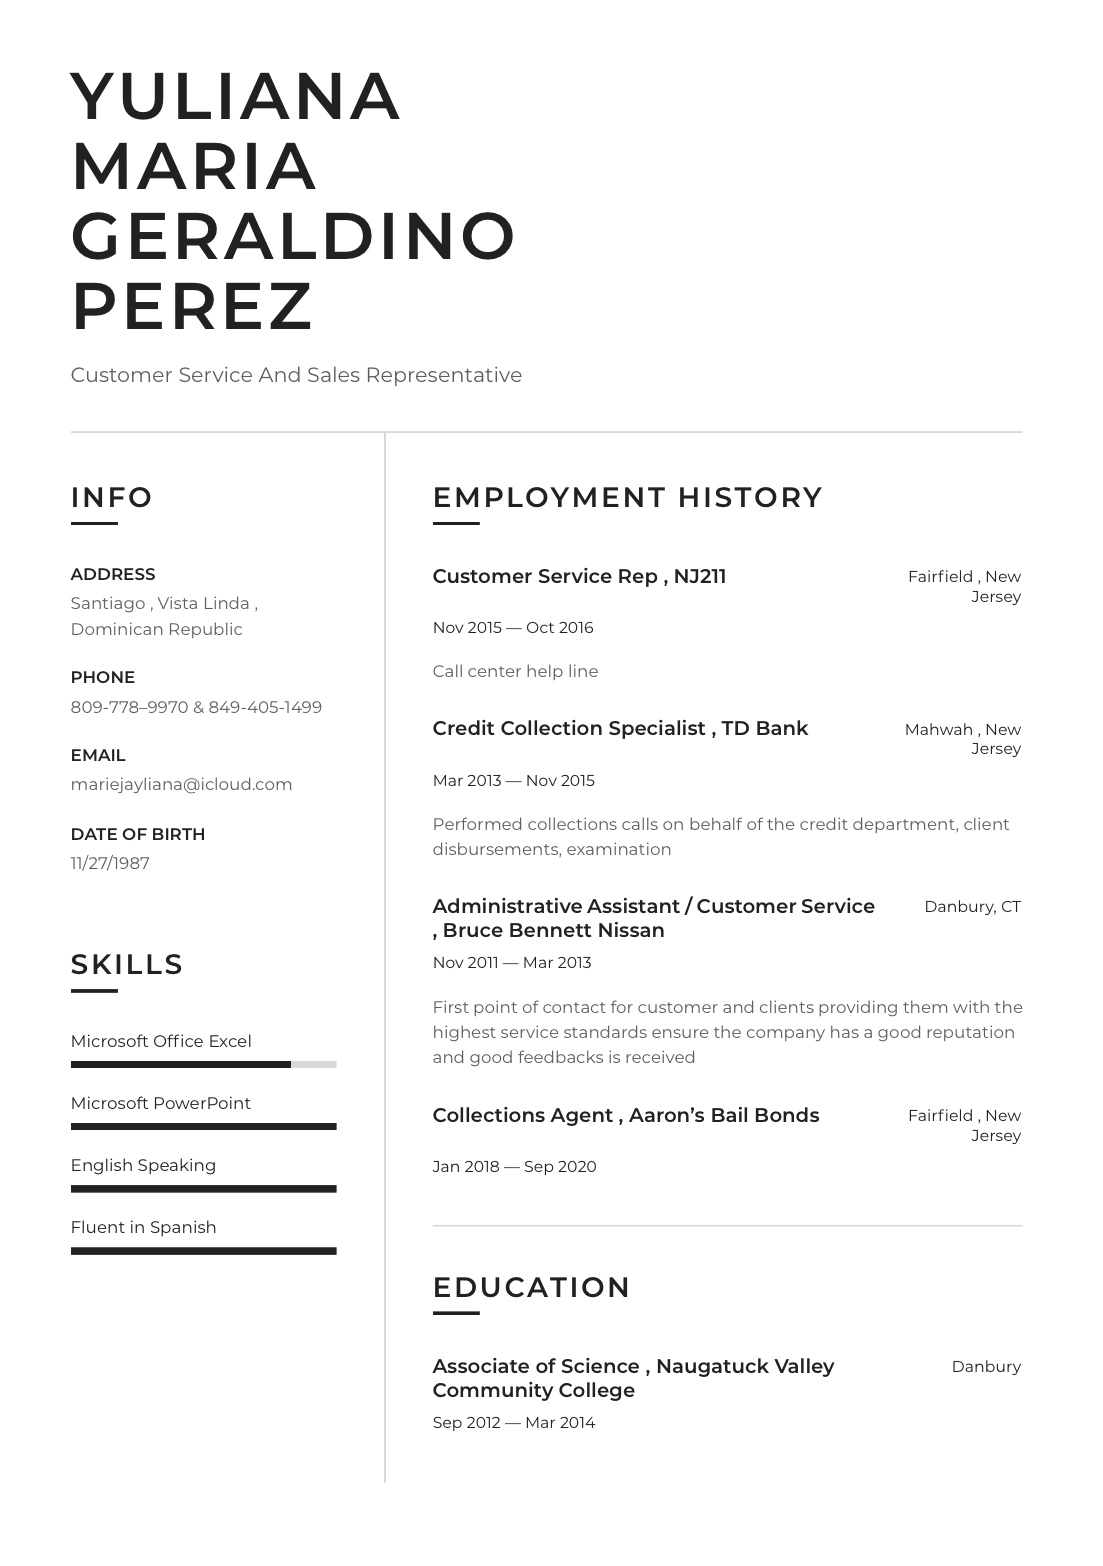 YULIANA
MARIA
GERALDINO
PEREZ
Customer Service And Sales Representative
INFO
ADDRESS
Santiago , Vista Linda ,
Dominican Republic
PHONE
809-778–9970 & 849-405-1499
EMAIL
mariejayliana@icloud.com
DATE OF BIRTH
11/27/1987
SKILLS
Microsoft Office Excel
Microsoft PowerPoint
English Speaking
Fluent in Spanish
EMPLOYMENT HISTORY
Customer Service Rep , NJ211
Fairfield , New
Jersey
Nov 2015 — Oct 2016
Call center help line
Credit Collection Specialist , TD Bank
Mahwah , New
Jersey
Mar 2013 — Nov 2015
Performed collections calls on behalf of the credit department, client
disbursements, examination
Administrative Assistant / Customer Service
, Bruce Bennett Nissan
Danbury, CT
Nov 2011 — Mar 2013
First point of contact for customer and clients providing them with the
highest service standards ensure the company has a good reputation
and good feedbacks is received
Collections Agent , Aaron’s Bail Bonds
Fairfield , New
Jersey
Jan 2018 — Sep 2020
EDUCATION
Associate of Science , Naugatuck Valley
Community College
Danbury
Sep 2012 — Mar 2014